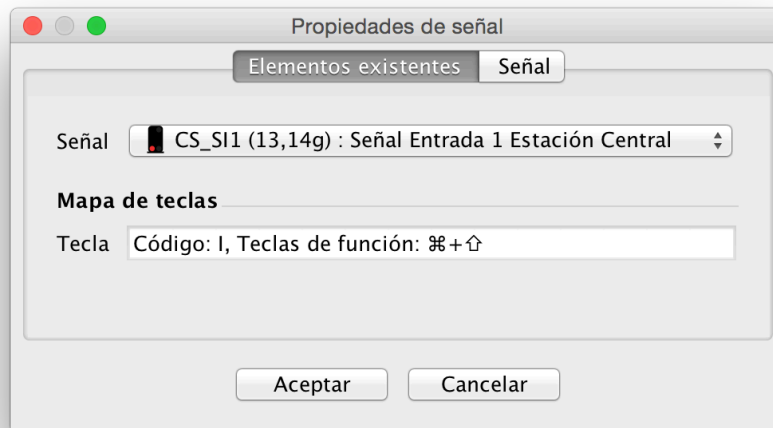 Propiedades de señal
Elementos existentes Señal
Señal CS_SI1 (13,14g) : Señal Entrada 1 Estación Central
Mapa de teclas
Tecla Código: I, Teclas de función: ⌘+⇧
Aceptar Cancelar